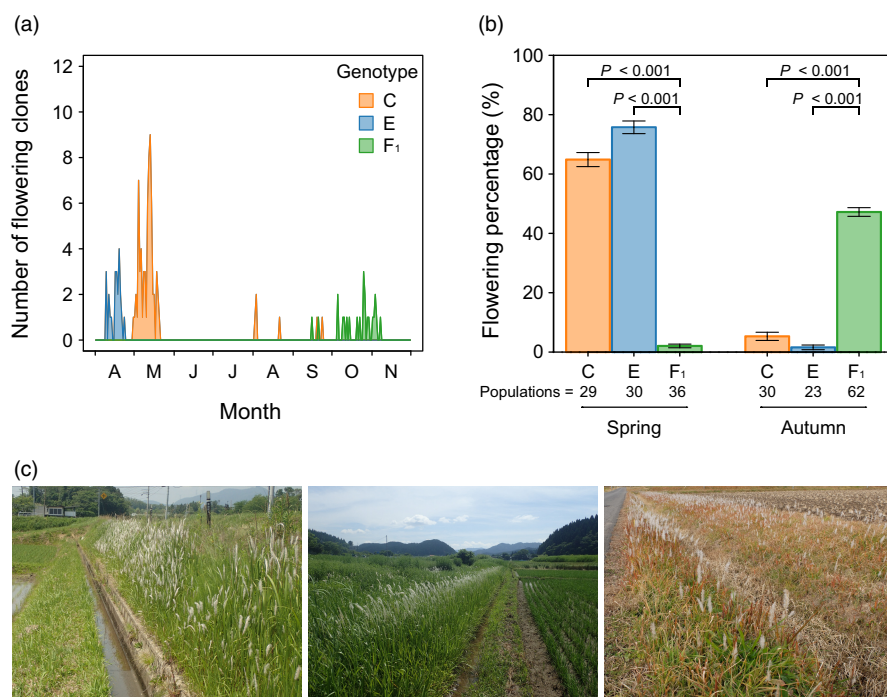 (a)
12
10
8
6
4
2
0
Number of flowering clones
Genotype
C
E
F1
A M J J A S O N
Month
(b)
100
80
60
40
20
0
Flowering percentage (%)
P < 0.001
P < 0.001
P < 0.001
P < 0.001
C E F1 C E F1
Populations = 29 30 36 30 23 62
Spring Autumn
(c)